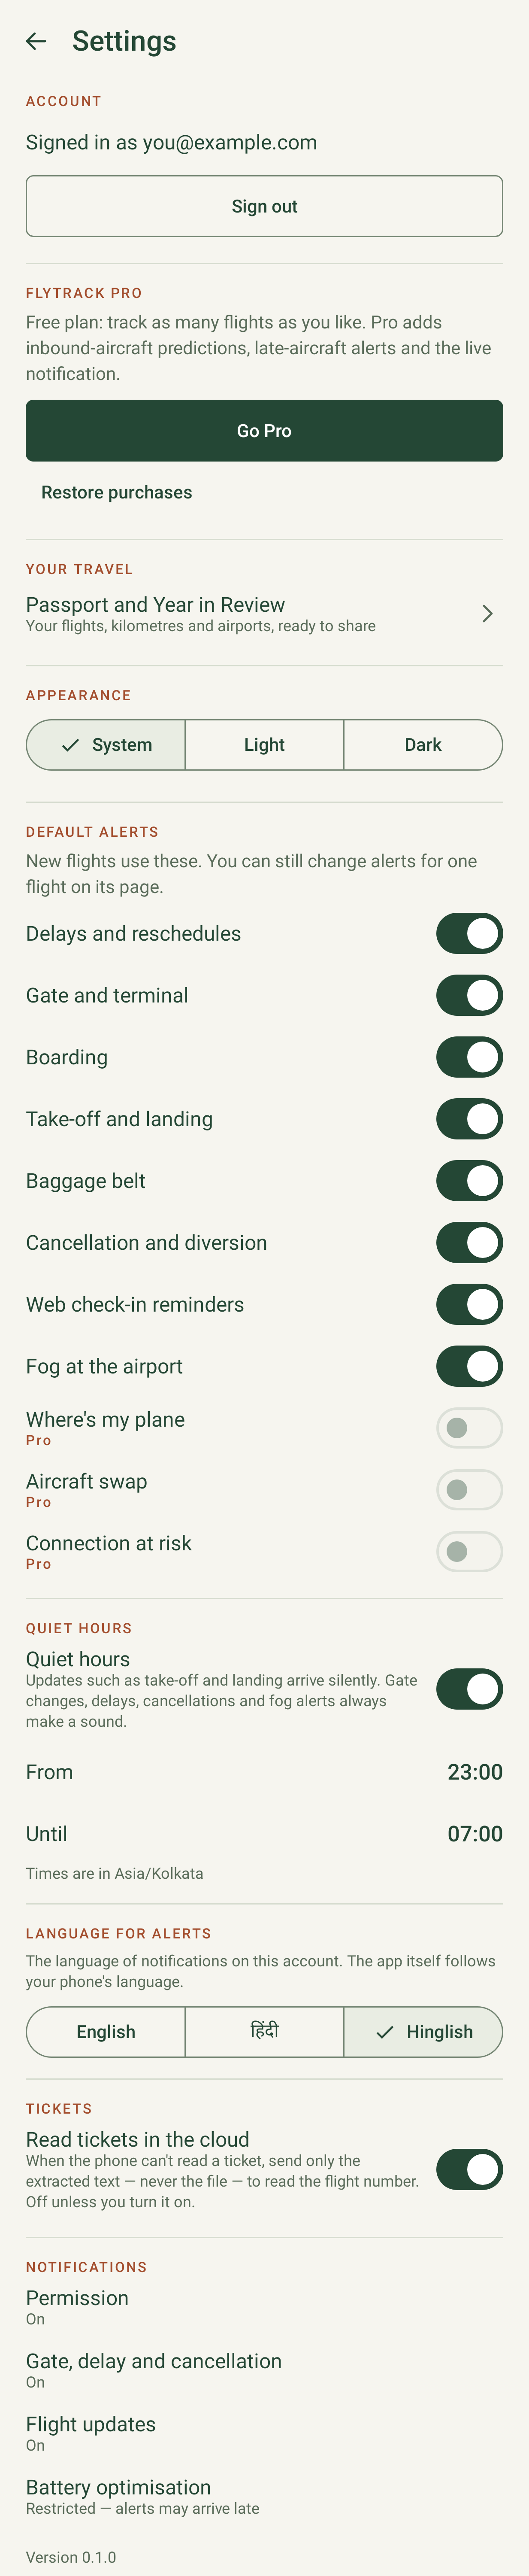 Settings
ACCOUNT
Signed in as you@example.com
Sign out
FLYTRACK PRO
Free plan: track as many flights as you like. Pro adds
inbound-aircraft predictions, late-aircraft alerts and the live
notification.
Go Pro
Restore purchases
YOUR TRAVEL
Passport and Year in Review
Your flights, kilometres and airports, ready to share
APPEARANCE
System
Light
Dark
DEFAULT ALERTS
New flights use these. You can still change alerts for one
flight on its page.
Delays and reschedules
Gate and terminal
Boarding
Take-off and landing
Baggage belt
Cancellation and diversion
Web check-in reminders
Fog at the airport
Where's my plane
Pro
Aircraft swap
Pro
Connection at risk
Pro
QUIET HOURS
Quiet hours
Updates such as take-off and landing arrive silently. Gate
changes, delays, cancellations and fog alerts always
make a sound.
From 23:00
Until 07:00
Times are in Asia/Kolkata
LANGUAGE FOR ALERTS
The language of notifications on this account. The app itself follows
your phone's language.
English
हिंदी
Hinglish
TICKETS
Read tickets in the cloud
When the phone can't read a ticket, send only the
extracted text — never the file — to read the flight number.
Off unless you turn it on.
NOTIFICATIONS
Permission
On
Gate, delay and cancellation
On
Flight updates
On
Battery optimisation
Restricted — alerts may arrive late
Version 0.1.0